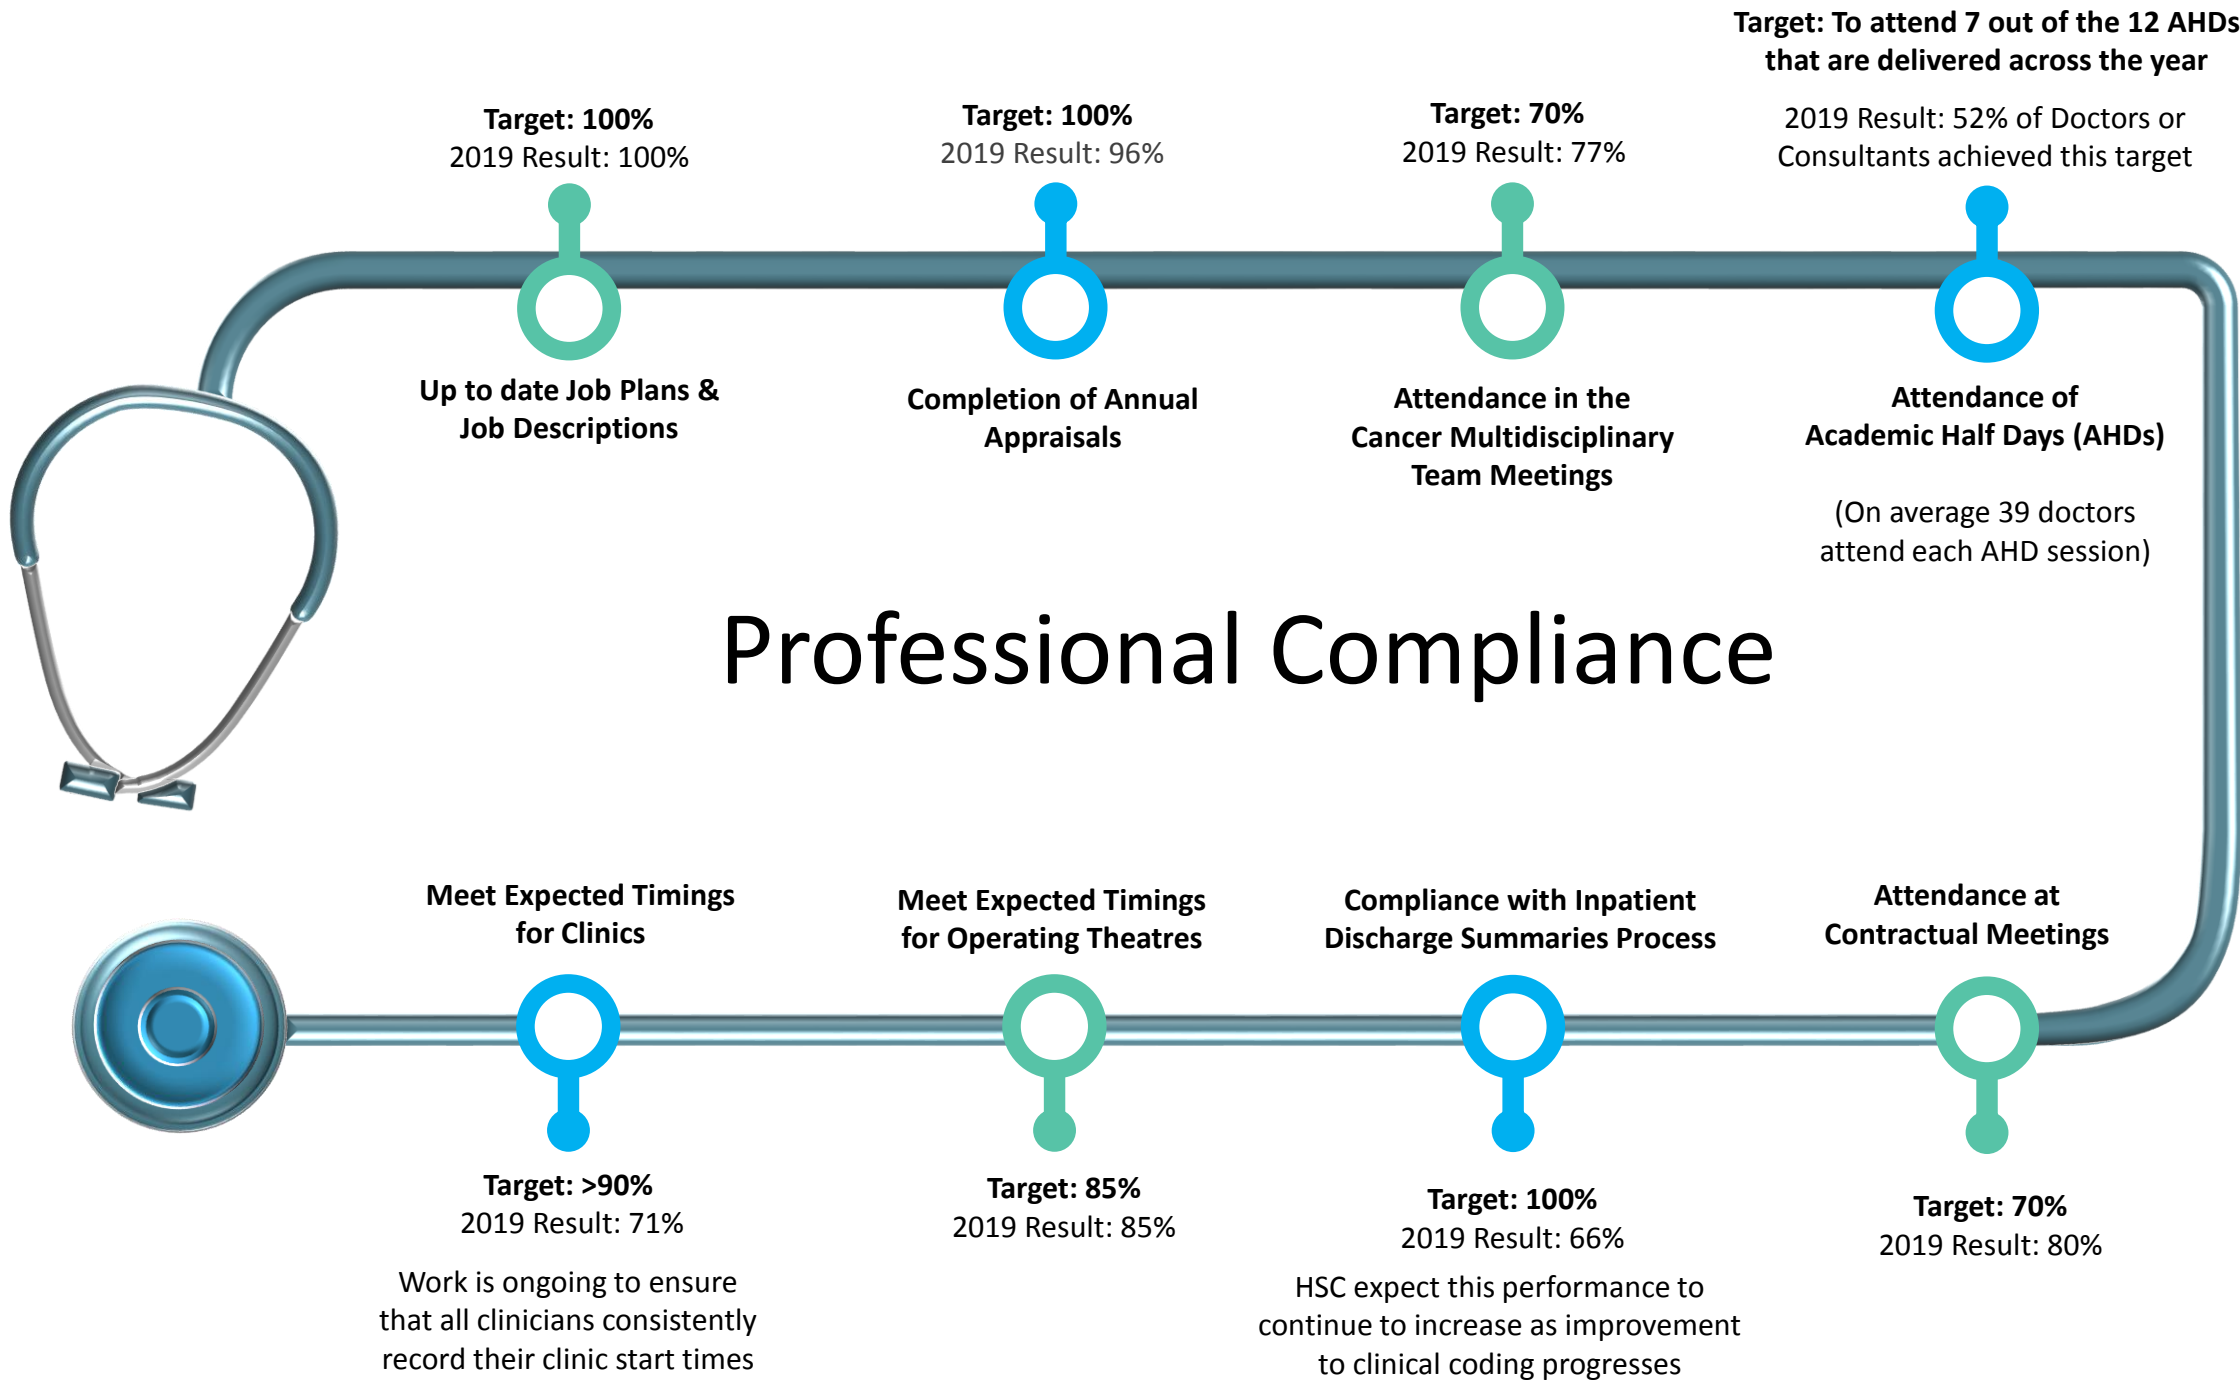 Target: 100%
2019 Result: 100%
Up to date Job Plans &
Job Descriptions
Target: 100%
2019 Result: 96%
Completion of Annual
Appraisals
Target: 70%
2019 Result: 77%
Attendance in the
Cancer Multidisciplinary
Team Meetings
Target: To attend 7 out of the 12 AHDs
that are delivered across the year
2019 Result: 52% of Doctors or
Consultants achieved this target
Attendance of
Academic Half Days (AHDs)
(On average 39 doctors
attend each AHD session)
Professional Compliance
Meet Expected Timings
for Clinics
Target: >90%
2019 Result: 71%
Work is ongoing to ensure
that all clinicians consistently
record their clinic start times
Meet Expected Timings
for Operating Theatres
Target: 85%
2019 Result: 85%
Compliance with Inpatient
Discharge Summaries Process
Target: 100%
2019 Result: 66%
HSC expect this performance to
continue to increase as improvement
to clinical coding progresses
Attendance at
Contractual Meetings
Target: 70%
2019 Result: 80%